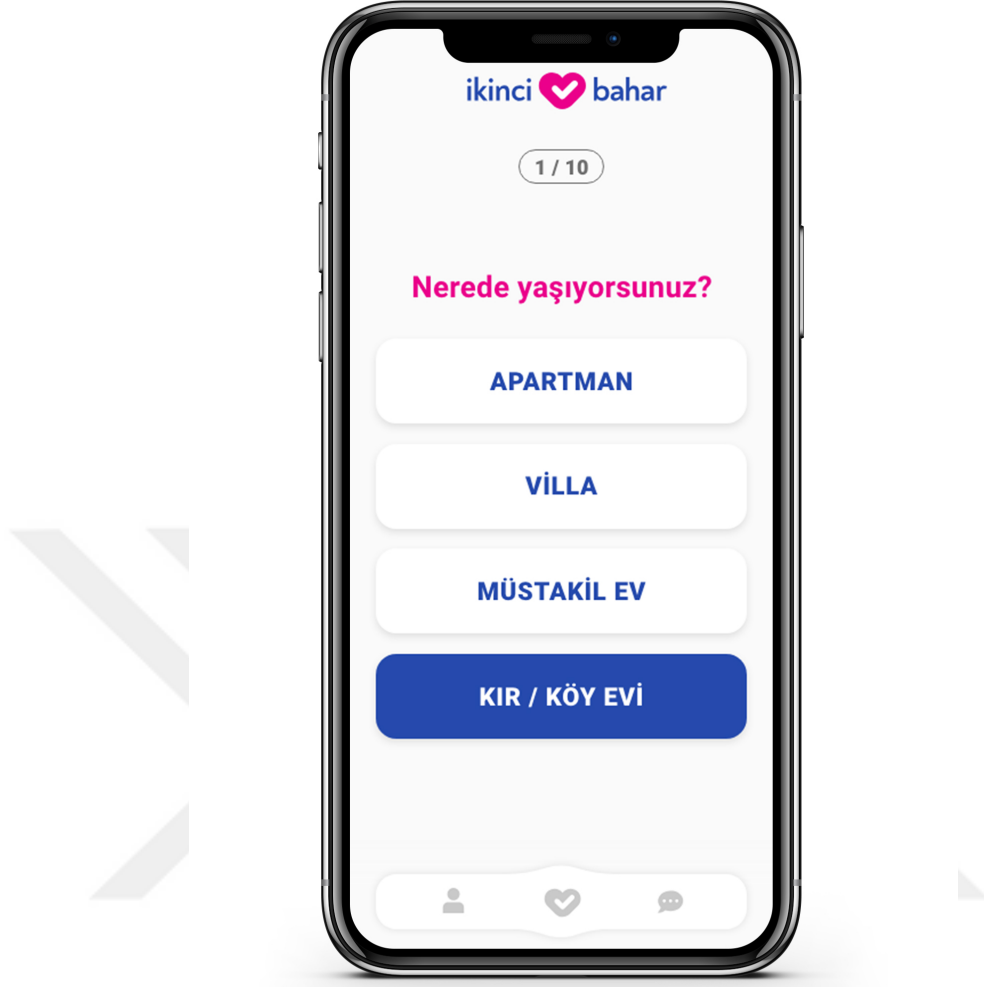 ikinci bahar
1 / 10
Nerede yaşıyorsunuz?
APARTMAN
VİLLA
MÜSTAKİL EV
KIR / KÖY EVİ